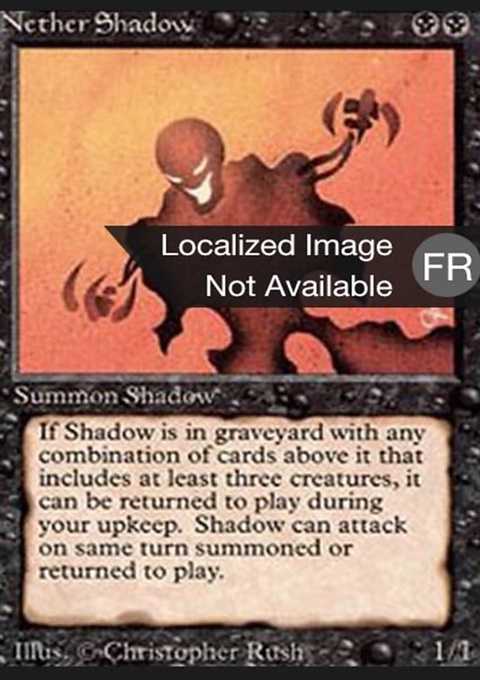 Nether Shadow
Localized Image
Not Available
FR
Summon Shadow
If Shadow is in graveyard with any
combination of cards above it that
includes at least three creatures, it
can be returned to play during
your upkeep. Shadow can attack
on same turn summoned or
returned to play.
Illus. © Christopher Rush
1/1